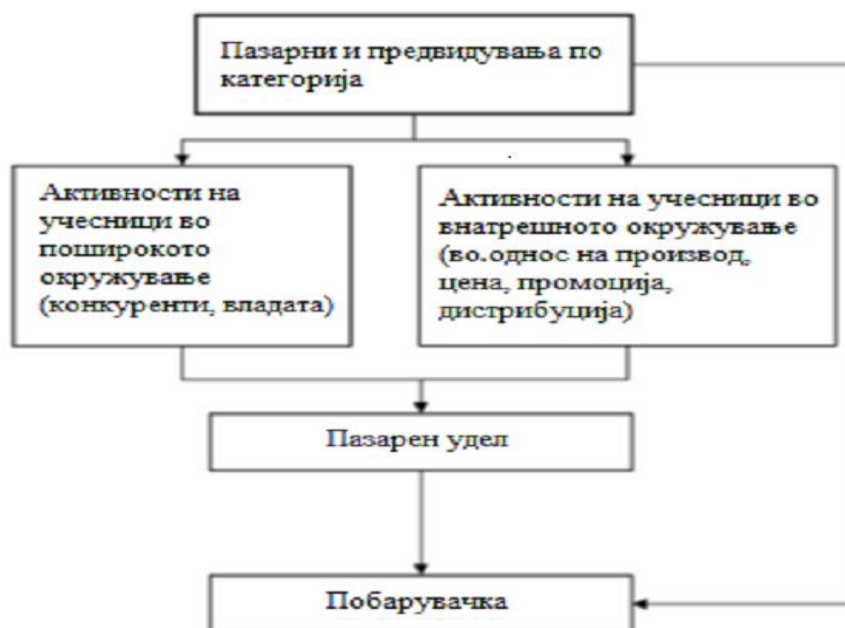 Пазарни и предвидувања по
категорија
Активности на
учесници во
поширокото
окружување
(конкуренти, владата)
Активности на учесници во
внатрешното окружување
(во.однос на производ,
цена, промоција,
дистрибуција)
Пазарен удел
Побарувачка